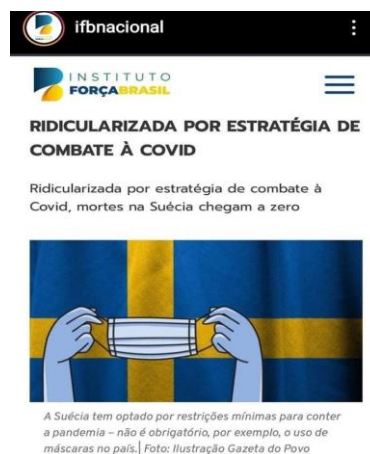 ifbnacional
INSTITUTO
FORÇABRASIL
RIDICULARIZADA POR ESTRATÉGIA DE
COMBATE À COVID
Ridicularizada por estratégia de combate à
Covid, mortes na Suécia chegam a zero
A Suécia tem optado por restrições mínimas para conter
a pandemia – não é obrigatório, por exemplo, o uso de
máscaras no país.| Foto: Ilustração Gazeta do Povo